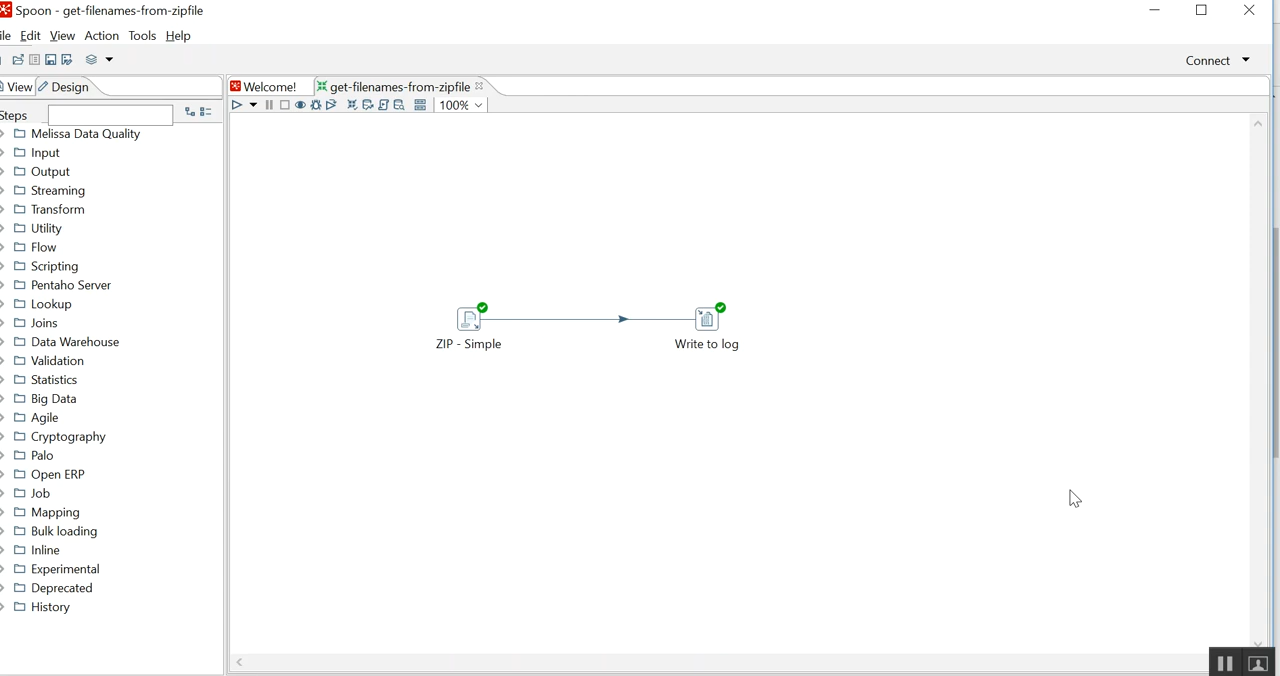 Spoon - get-filenames-from-zipfile
ile Edit View Action Tools Help
Connect
View Design
Welcome! get-filenames-from-zipfile
Steps
100%
Melissa Data Quality
Input
Output
Streaming
Transform
Utility
Flow
Scripting
Pentaho Server
Lookup
Joins
Data Warehouse
Validation
Statistics
Big Data
Agile
Cryptography
Palo
Open ERP
Job
Mapping
Bulk loading
Inline
Experimental
Deprecated
History
ZIP - Simple
Write to log